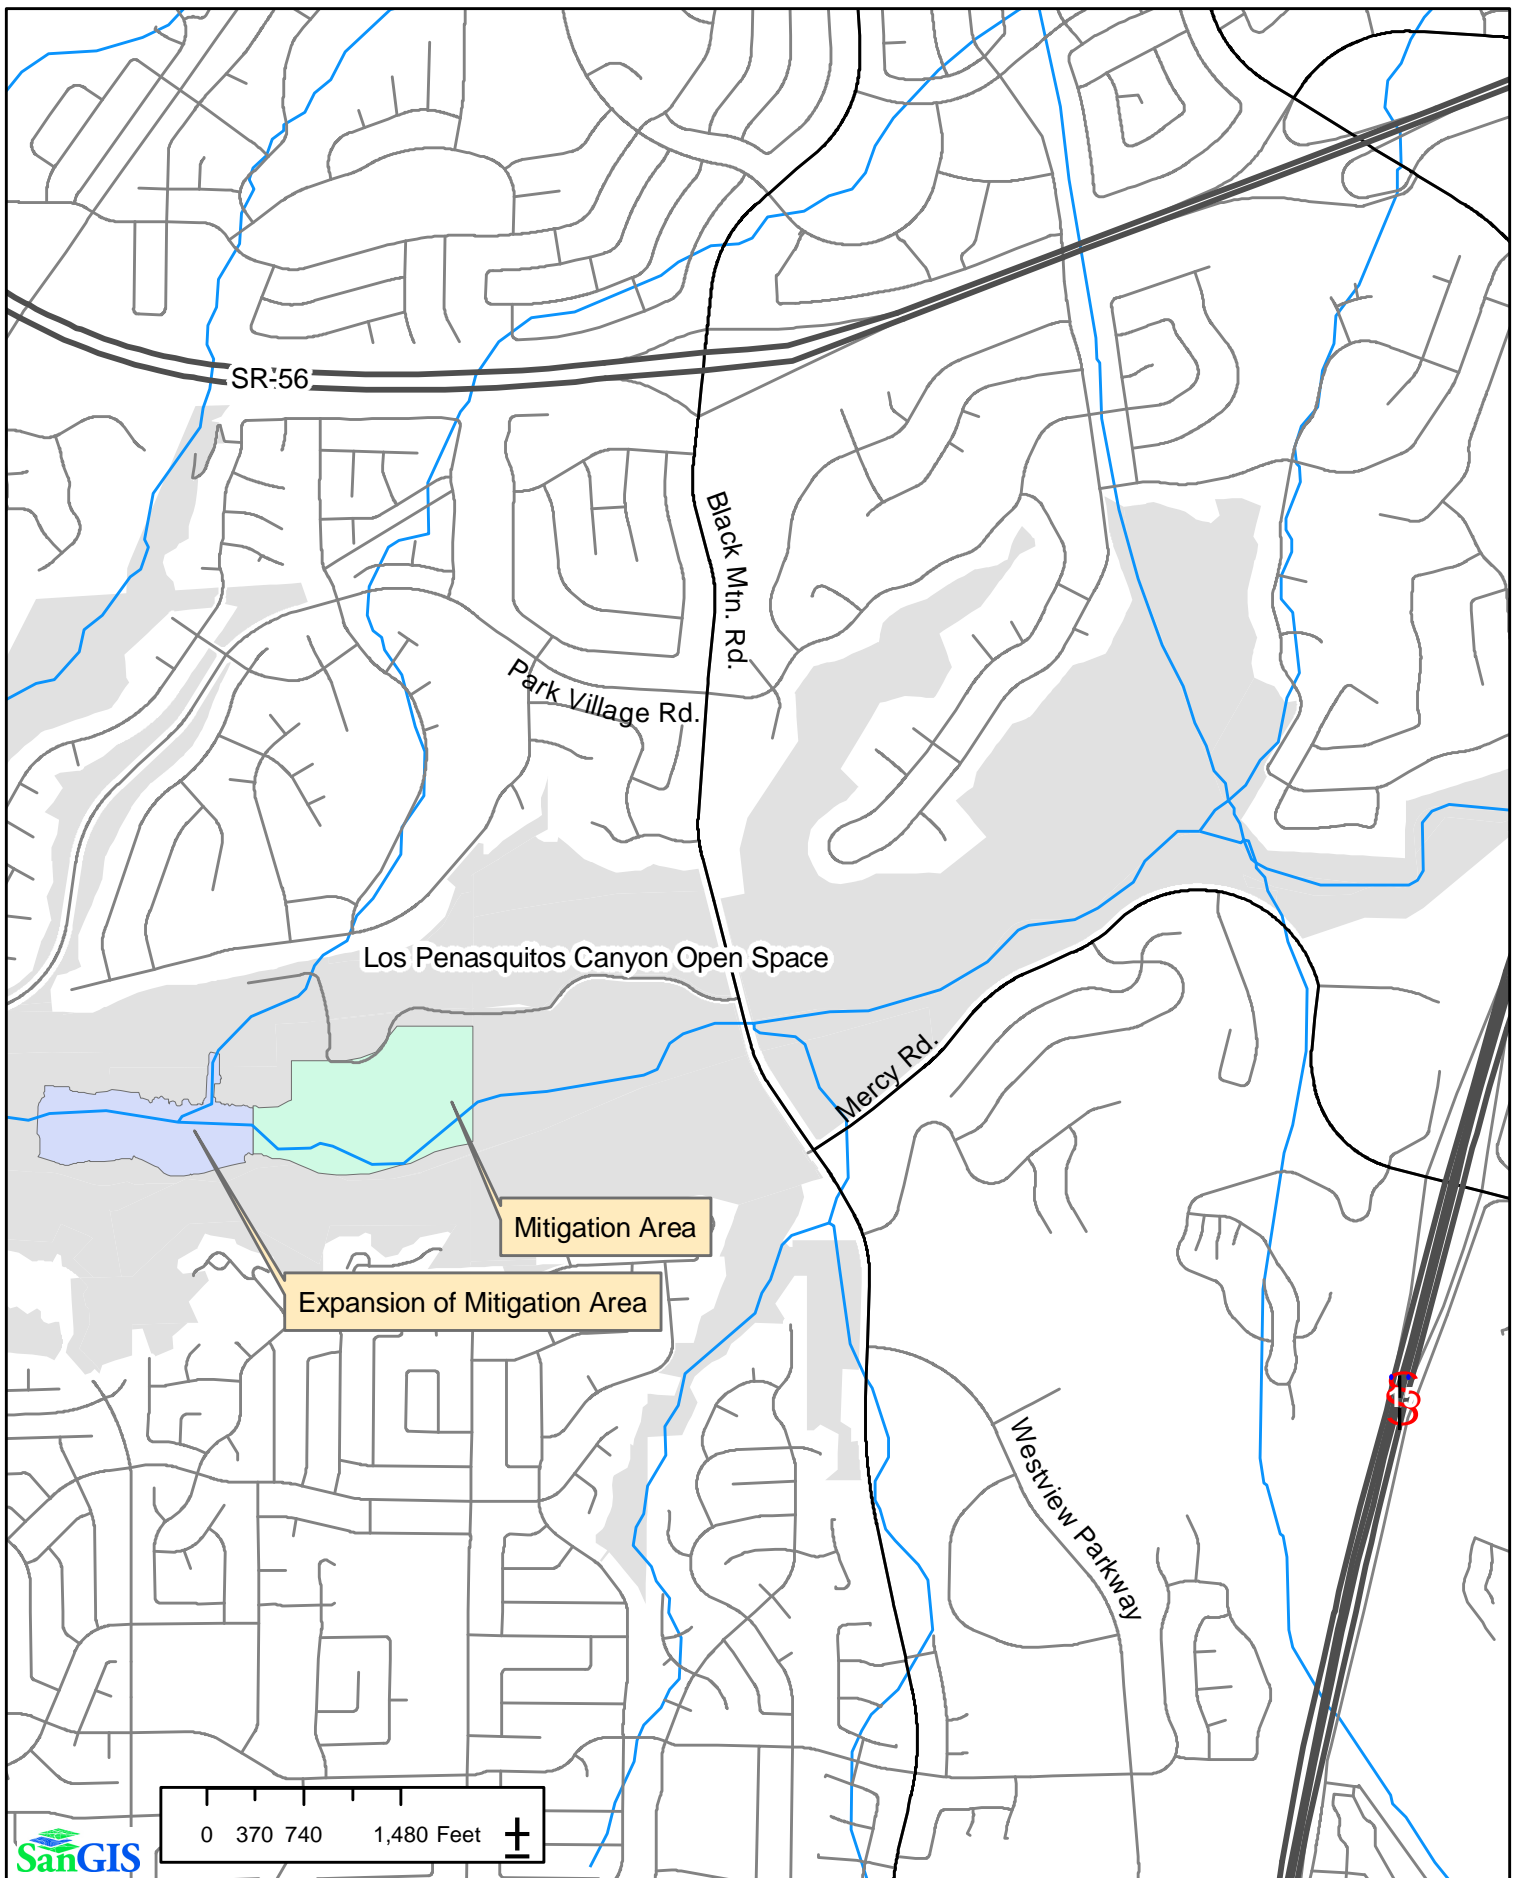 SR-56
Black Mtn. Rd.
Park Village Rd.
Los Penasquitos Canyon Open Space
Mercy Rd.
Mitigation Area
Expansion of Mitigation Area
15
Westview Parkway
0 370 740 1,480 Feet
SanGIS